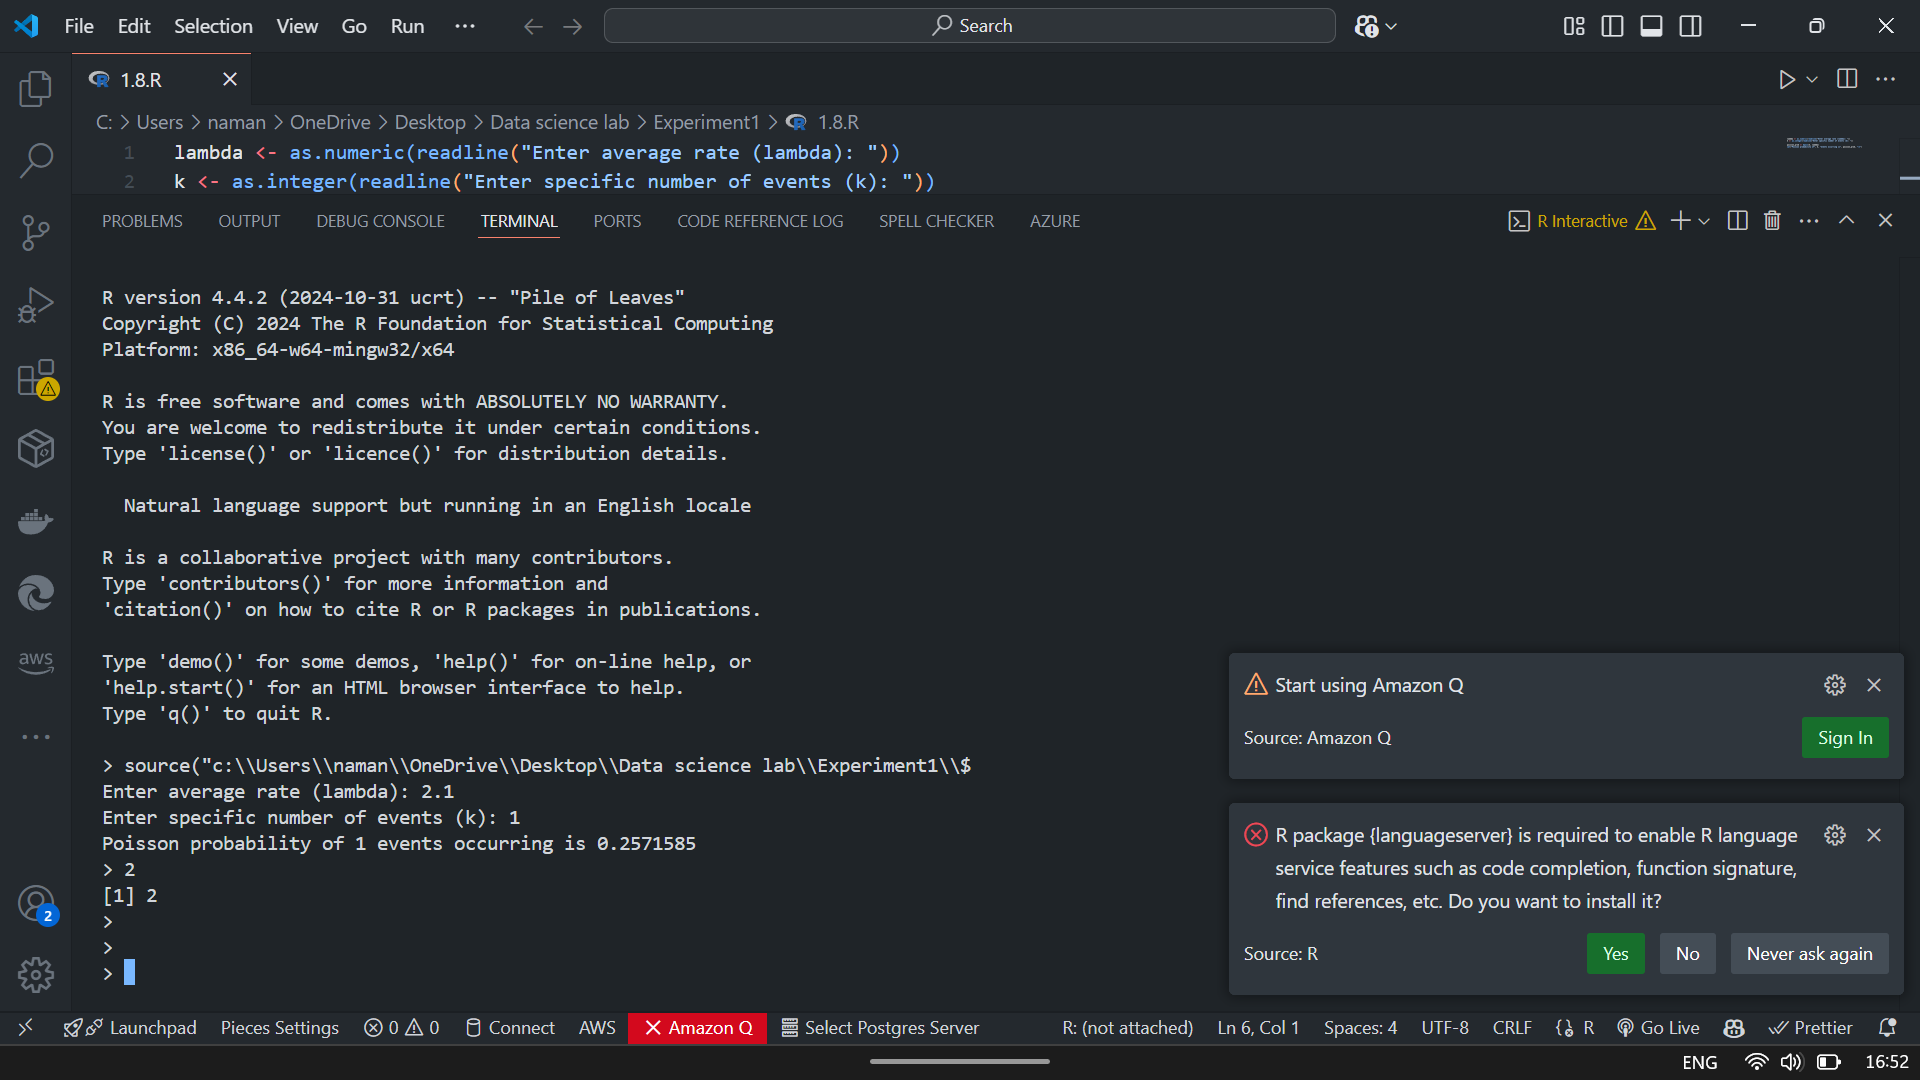 File Edit Selection View Go Run ··· Search
1.8.R
C: > Users > naman > OneDrive > Desktop > Data science lab > Experiment1 > 1.8.R
1 lambda <- as.numeric(readline("Enter average rate (lambda): "))
2 k <- as.integer(readline("Enter specific number of events (k): "))
PROBLEMS OUTPUT DEBUG CONSOLE TERMINAL PORTS CODE REFERENCE LOG SPELL CHECKER AZURE R Interactive
R version 4.4.2 (2024-10-31 ucrt) -- "Pile of Leaves"
Copyright (C) 2024 The R Foundation for Statistical Computing
Platform: x86_64-w64-mingw32/x64
R is free software and comes with ABSOLUTELY NO WARRANTY.
You are welcome to redistribute it under certain conditions.
Type 'license()' or 'licence()' for distribution details.
Natural language support but running in an English locale
R is a collaborative project with many contributors.
Type 'contributors()' for more information and
'citation()' on how to cite R or R packages in publications.
Type 'demo()' for some demos, 'help()' for on-line help, or
'help.start()' for an HTML browser interface to help.
Type 'q()' to quit R.
> source("c:\\Users\\naman\\OneDrive\\Desktop\\Data science lab\\Experiment1\\$
Enter average rate (lambda): 2.1
Enter specific number of events (k): 1
Poisson probability of 1 events occurring is 0.2571585
> 2
[1] 2
>
>
>
Start using Amazon Q
Source: Amazon Q Sign In
R package {languageserver} is required to enable R language
service features such as code completion, function signature,
find references, etc. Do you want to install it?
Source: R Yes No Never ask again
aws
2
Launchpad Pieces Settings 0 0 Connect AWS Amazon Q Select Postgres Server R: (not attached) Ln 6, Col 1 Spaces: 4 UTF-8 CRLF R Go Live Prettier
ENG 16:52